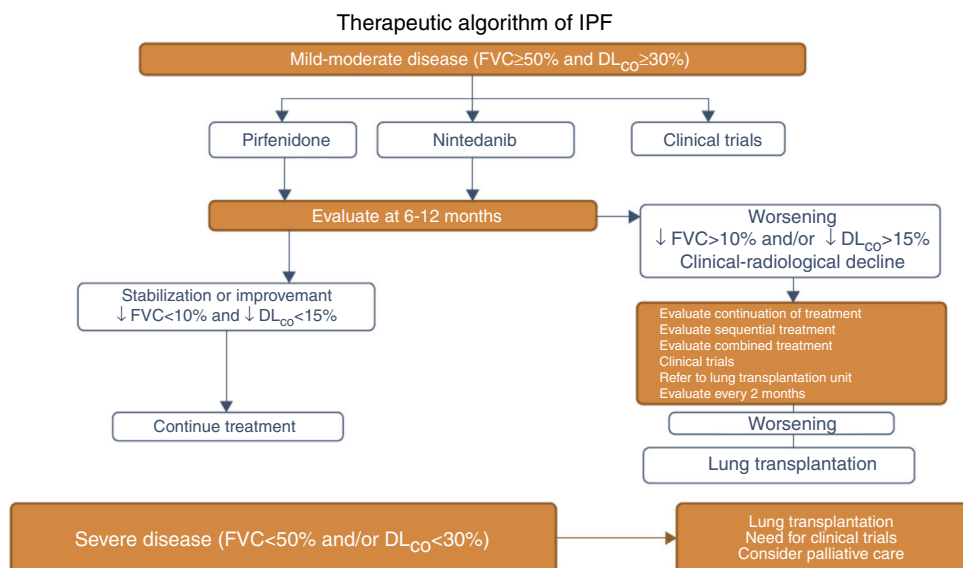 Therapeutic algorithm of IPF
Mild-moderate disease (FVC≥50% and DLco≥30%)
Pirfenidone
Nintedanib
Clinical trials
Evaluate at 6-12 months
Worsening
↓ FVC>10% and/or ↓ DLco>15%
Clinical-radiological decline
Stabilization or improvemant
↓ FVC<10% and ↓ DLco<15%
Evaluate continuation of treatment
Evaluate sequential treatment
Evaluate combined treatment
Clinical trials
Refer to lung transplantation unit
Evaluate every 2 months
Continue treatment
Worsening
Lung transplantation
Severe disease (FVC<50% and/or DLco<30%)
Lung transplantation
Need for clinical trials
Consider palliative care